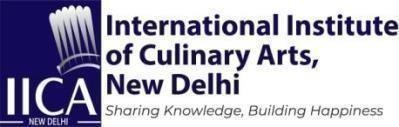 IICA
NEW DELHI
International Institute
of Culinary Arts,
New Delhi
Sharing Knowledge, Building Happiness